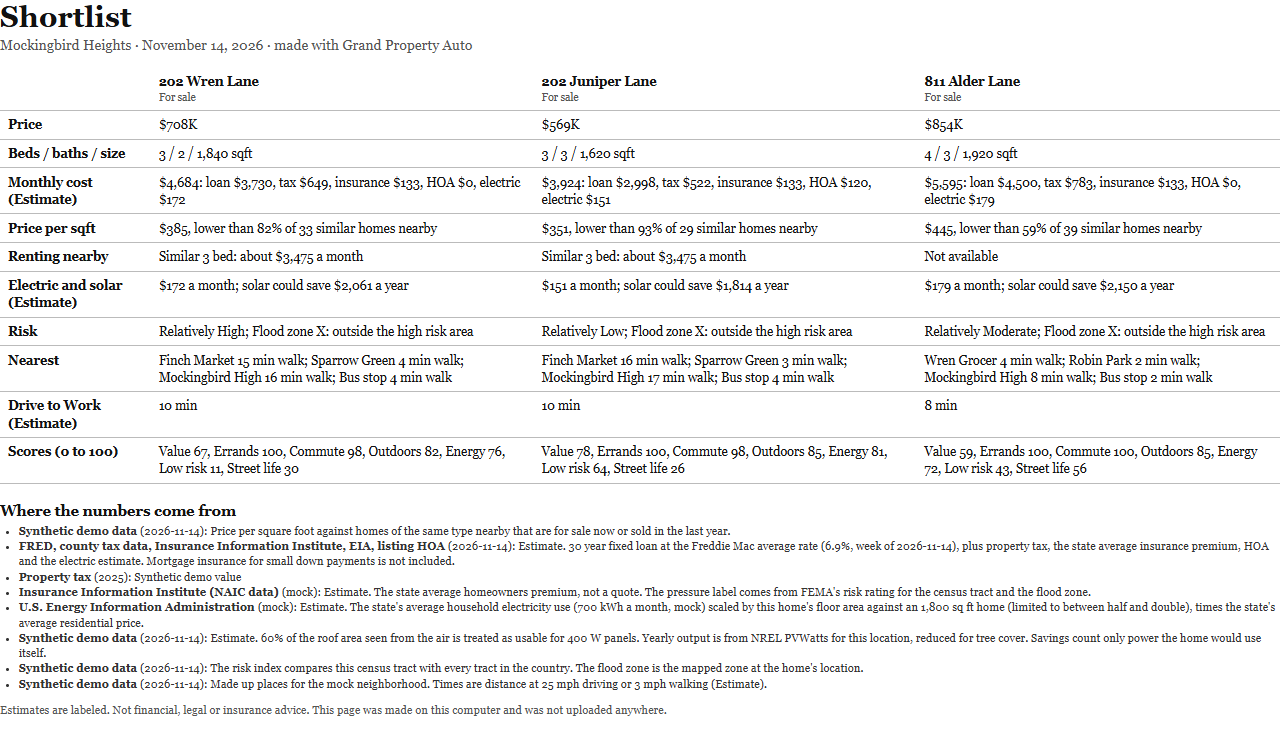 Shortlist
Mockingbird Heights · November 14, 2026 · made with Grand Property Auto
202 Wren Lane
For sale
202 Juniper Lane
For sale
811 Alder Lane
For sale
Price
$708K
$569K
$854K
Beds / baths / size
3 / 2 / 1,840 sqft
3 / 3 / 1,620 sqft
4 / 3 / 1,920 sqft
Monthly cost
(Estimate)
$4,684: loan $3,730, tax $649, insurance $133, HOA $0, electric
$172
$3,924: loan $2,998, tax $522, insurance $133, HOA $120,
electric $151
$5,595: loan $4,500, tax $783, insurance $133, HOA $0,
electric $179
Price per sqft
$385, lower than 82% of 33 similar homes nearby
$351, lower than 93% of 29 similar homes nearby
$445, lower than 59% of 39 similar homes nearby
Renting nearby
Similar 3 bed: about $3,475 a month
Similar 3 bed: about $3,475 a month
Not available
Electric and solar
(Estimate)
$172 a month; solar could save $2,061 a year
$151 a month; solar could save $1,814 a year
$179 a month; solar could save $2,150 a year
Risk
Relatively High; Flood zone X: outside the high risk area
Relatively Low; Flood zone X: outside the high risk area
Relatively Moderate; Flood zone X: outside the high risk area
Nearest
Finch Market 15 min walk; Sparrow Green 4 min walk;
Mockingbird High 16 min walk; Bus stop 4 min walk
Finch Market 16 min walk; Sparrow Green 3 min walk;
Mockingbird High 17 min walk; Bus stop 4 min walk
Wren Grocer 4 min walk; Robin Park 2 min walk;
Mockingbird High 8 min walk; Bus stop 2 min walk
Drive to Work
(Estimate)
10 min
10 min
8 min
Scores (0 to 100)
Value 67, Errands 100, Commute 98, Outdoors 82, Energy 76,
Low risk 11, Street life 30
Value 78, Errands 100, Commute 98, Outdoors 85, Energy 81,
Low risk 64, Street life 26
Value 59, Errands 100, Commute 100, Outdoors 85, Energy
72, Low risk 43, Street life 56
Where the numbers come from
• Synthetic demo data (2026-11-14): Price per square foot against homes of the same type nearby that are for sale now or sold in the last year.
• FRED, county tax data, Insurance Information Institute, EIA, listing HOA (2026-11-14): Estimate. 30 year fixed loan at the Freddie Mac average rate (6.9%, week of 2026-11-14), plus property tax, the state average insurance premium, HOA
and the electric estimate. Mortgage insurance for small down payments is not included.
• Property tax (2025): Synthetic demo value
• Insurance Information Institute (NAIC data) (mock): Estimate. The state average homeowners premium, not a quote. The pressure label comes from FEMA's risk rating for the census tract and the flood zone.
• U.S. Energy Information Administration (mock): Estimate. The state's average household electricity use (700 kWh a month, mock) scaled by this home's floor area against an 1,800 sq ft home (limited to between half and double), times the state's
average residential price.
• Synthetic demo data (2026-11-14): Estimate. 60% of the roof area seen from the air is treated as usable for 400 W panels. Yearly output is from NREL PVWatts for this location, reduced for tree cover. Savings count only power the home would use
itself.
• Synthetic demo data (2026-11-14): The risk index compares this census tract with every tract in the country. The flood zone is the mapped zone at the home's location.
• Synthetic demo data (2026-11-14): Made up places for the mock neighborhood. Times are distance at 25 mph driving or 3 mph walking (Estimate).
Estimates are labeled. Not financial, legal or insurance advice. This page was made on this computer and was not uploaded anywhere.